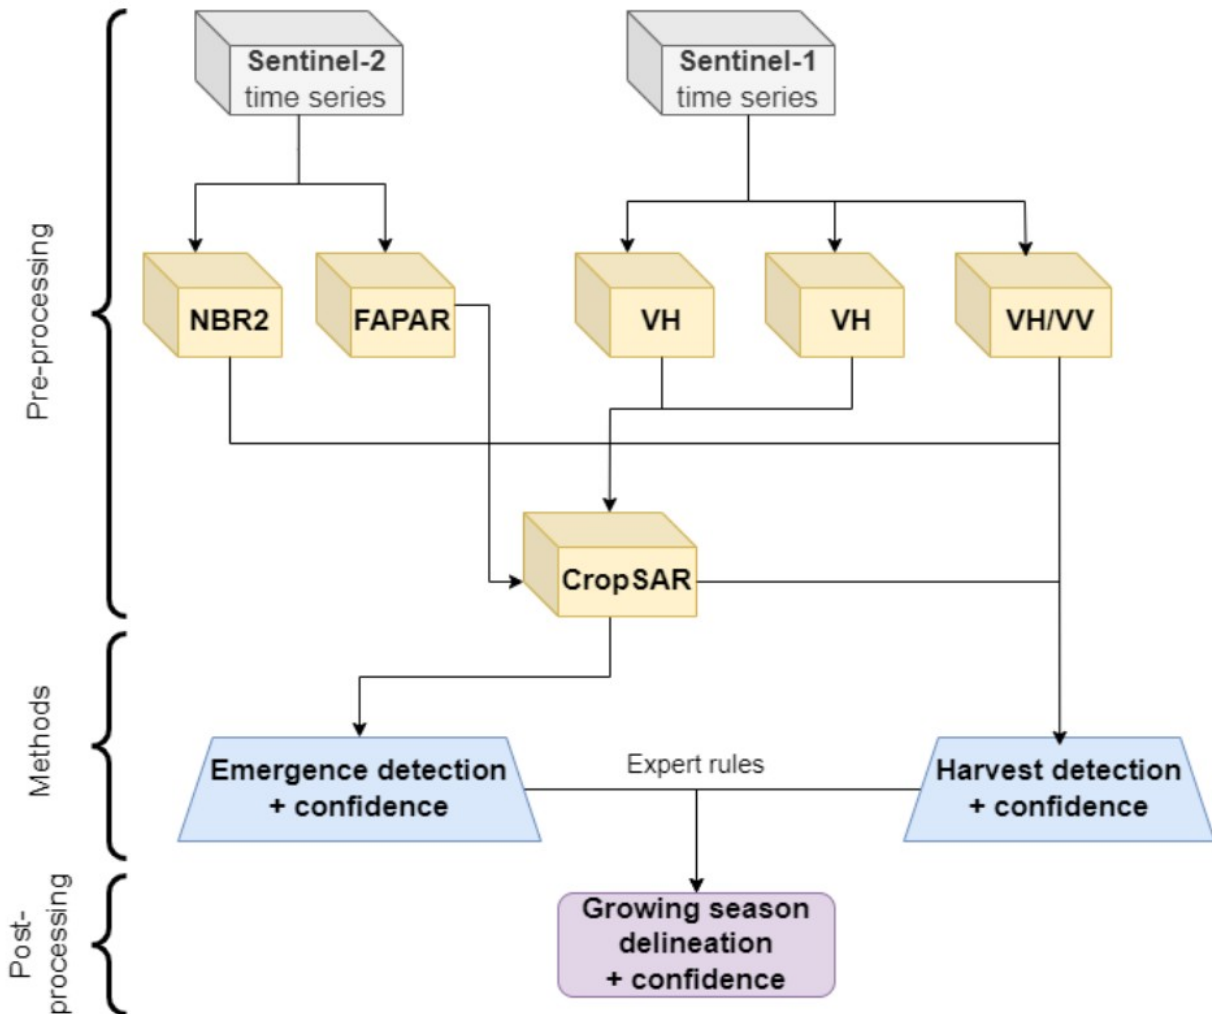 Sentinel-2
time series
Sentinel-1
time series
Pre-processing
NBR2
FAPAR
VH
VH
VH/VV
CropSAR
Methods
Emergence detection
+ confidence
Expert rules
Harvest detection
+ confidence
Post-
processing
Growing season
delineation
+ confidence